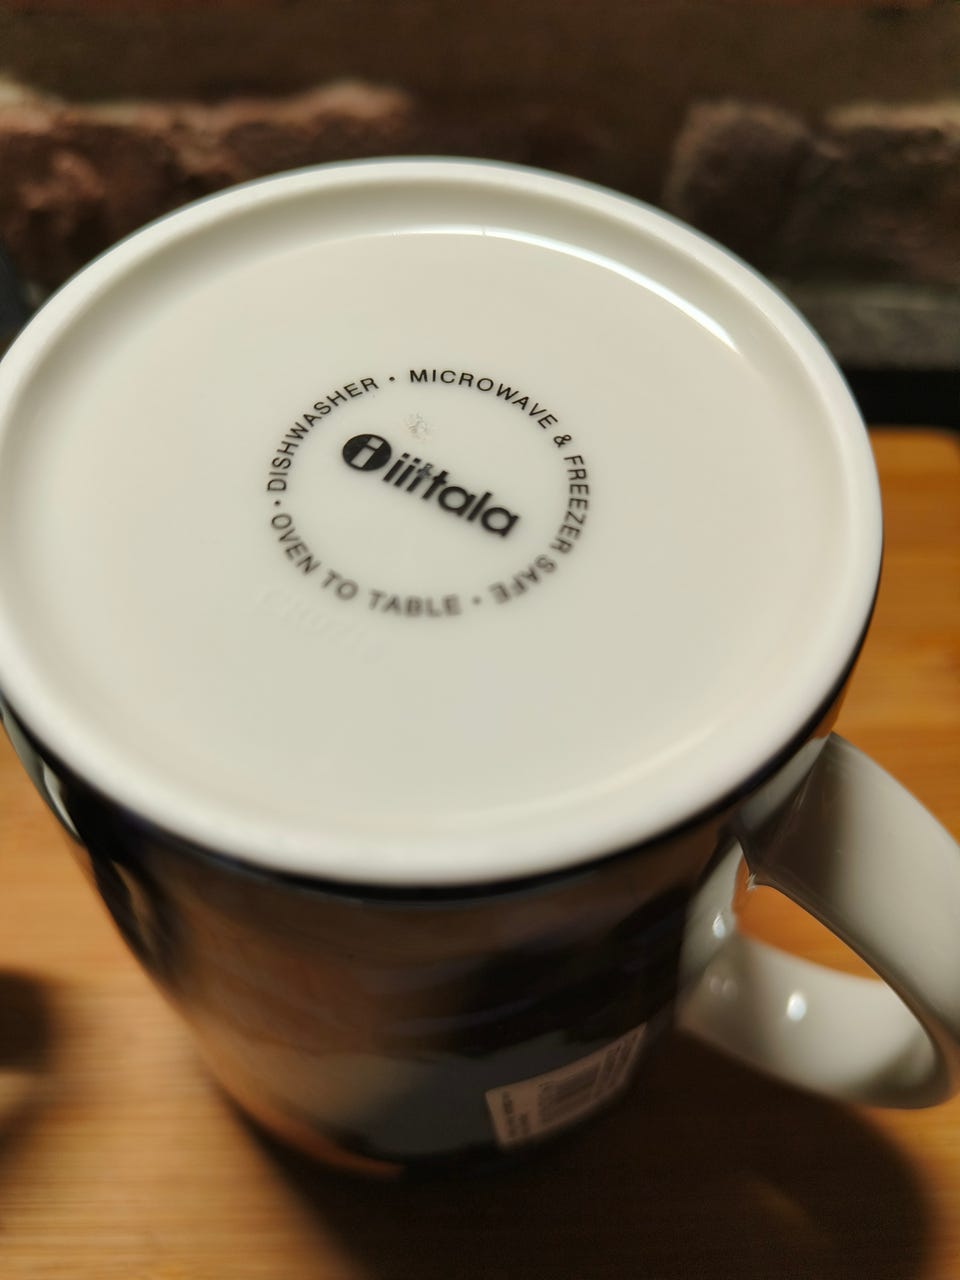 DISHWASHER • MICROWAVE & FREEZER SAFE • OVEN TO TABLE •
i iittala